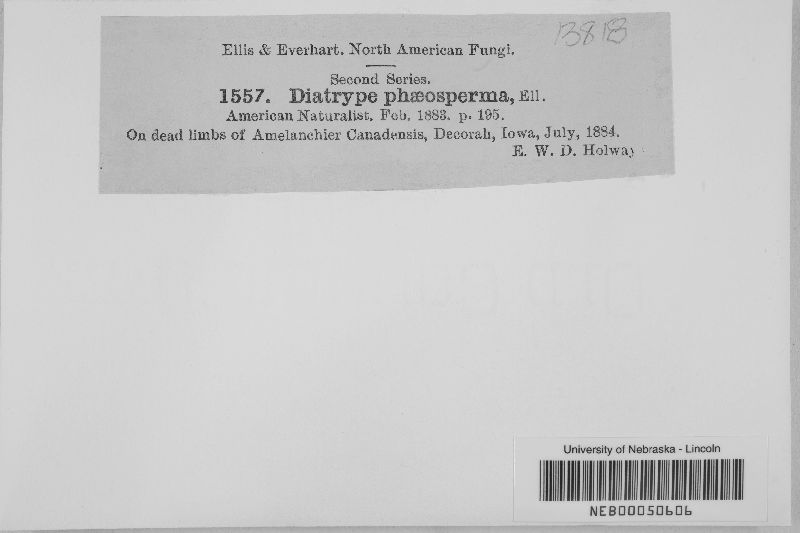 13818
Ellis & Everhart. North American Fungi.
Second Series.
1557. Diatrype phæosperma, Ell.
American Naturalist. Feb. 1883. p. 195.
On dead limbs of Amelanchier Canadensis, Decorah, Iowa, July, 1884.
E. W. D. Holway
University of Nebraska - Lincoln
NEB00050606